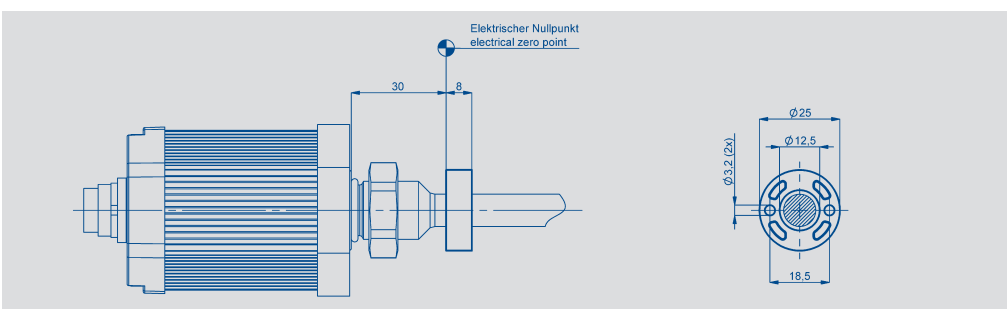 Elektrischer Nullpunkt
electrical zero point
30
8
Ø25
Ø12,5
Ø3,2 (2x)
18,5